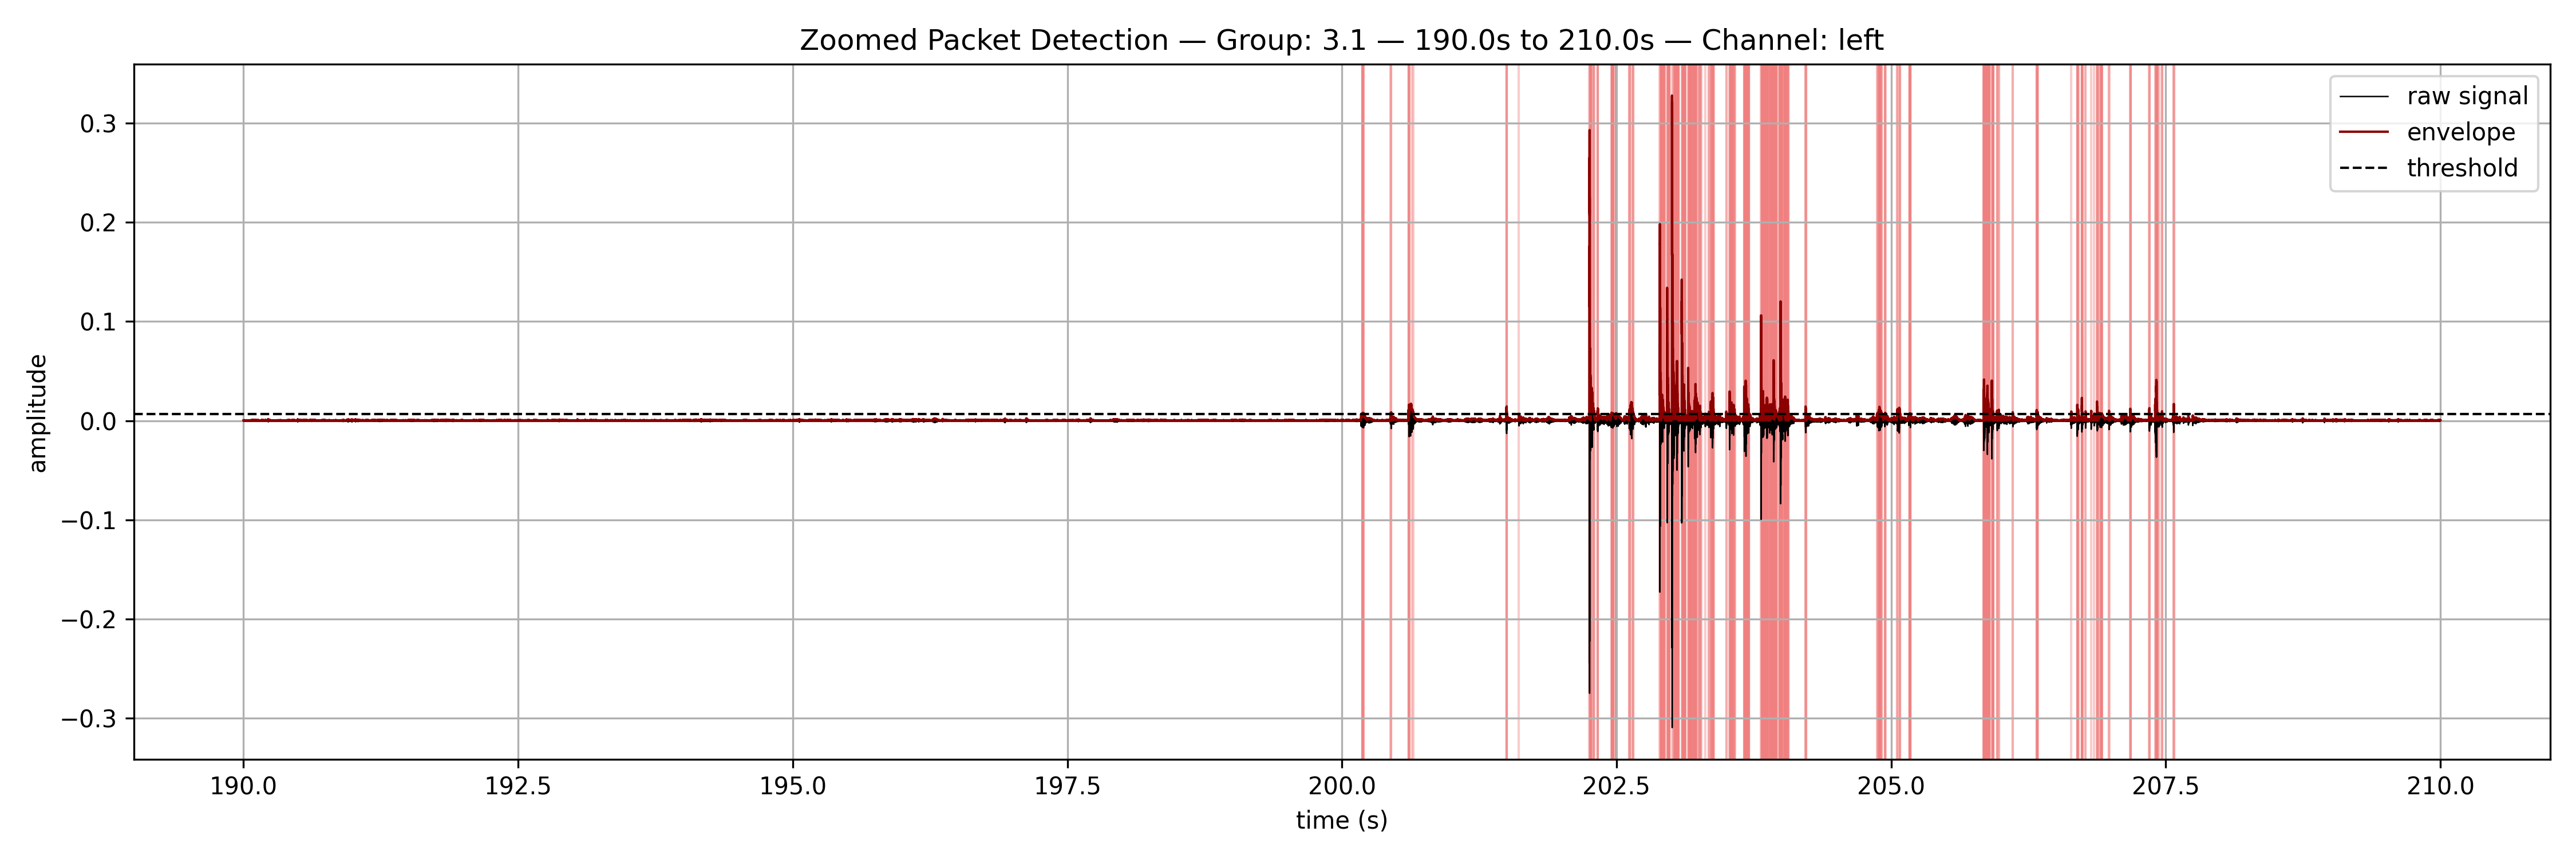 Zoomed Packet Detection — Group: 3.1 — 190.0s to 210.0s — Channel: left
raw signal
envelope
threshold
amplitude
0.3
0.2
0.1
0.0
−0.1
−0.2
−0.3
190.0 192.5 195.0 197.5 200.0 202.5 205.0 207.5 210.0
time (s)